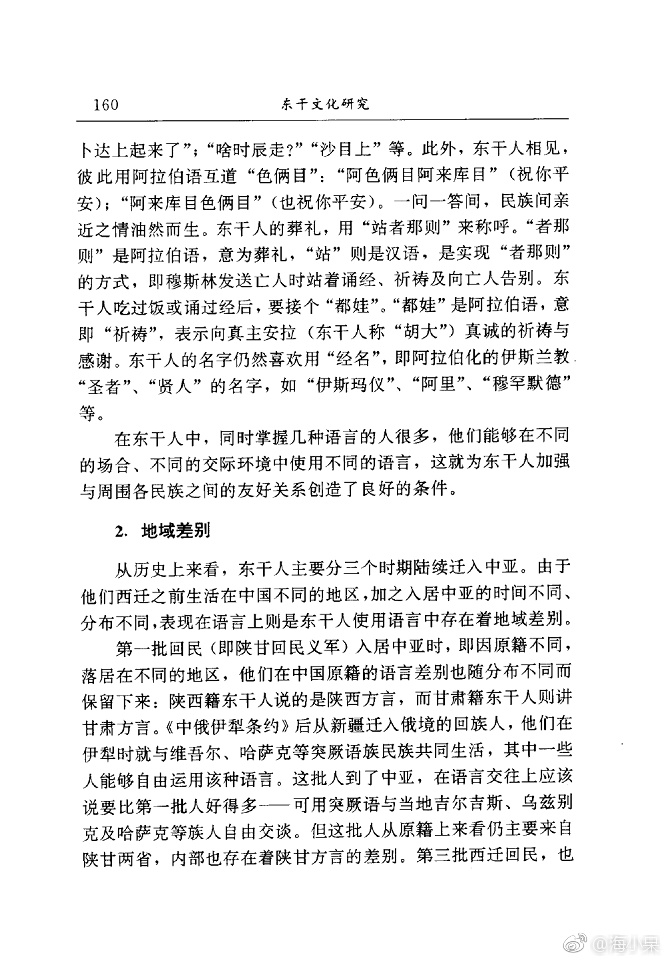 160 东干文化研究
卜达上起来了”；“啥时辰走?”“沙目上”等。此外，东干人相见，
彼此用阿拉伯语互道“色俩目”：“阿色俩目阿来库目”（祝你平
安）；“阿来库目色俩目”（也祝你平安）。一问一答间，民族间亲
近之情油然而生。东干人的葬礼，用“站者那则”来称呼。“者那
则”是阿拉伯语，意为葬礼，“站”则是汉语，是实现“者那则”
的方式，即穆斯林发送亡人时站着诵经、祈祷及向亡人告别。东
干人吃过饭或诵过经后，要接个“都娃”。“都娃”是阿拉伯语，意
即“祈祷”，表示向真主安拉（东干人称“胡大”）真诚的祈祷与
感谢。东干人的名字仍然喜欢用“经名”，即阿拉伯化的伊斯兰教
“圣者”、“贤人”的名字，如“伊斯玛仪”、“阿里”、“穆罕默德”
等。
在东干人中，同时掌握几种语言的人很多，他们能够在不同
的场合、不同的交际环境中使用不同的语言，这就为东干人加强
与周围各民族之间的友好关系创造了良好的条件。
2. 地域差别
从历史上来看，东干人主要分三个时期陆续迁入中亚。由于
他们西迁之前生活在中国不同的地区，加之入居中亚的时间不同、
分布不同，表现在语言上则是东干人使用语言中存在着地域差别。
第一批回民（即陕甘回民义军）入居中亚时，即因原籍不同，
落居在不同的地区，他们在中国原籍的语言差别也随分布不同而
保留下来：陕西籍东干人说的是陕西方言，而甘肃籍东干人则讲
甘肃方言。《中俄伊犁条约》后从新疆迁入俄境的回族人，他们在
伊犁时就与维吾尔、哈萨克等突厥语族民族共同生活，其中一些
人能够自由运用该种语言。这批人到了中亚，在语言交往上应该
说要比第一批人好得多——可用突厥语与当地吉尔吉斯、乌兹别
克及哈萨克等族人自由交谈。但这批人从原籍上来看仍主要来自
陕甘两省，内部也存在着陕甘方言的差别。第三批西迁回民，也
@海小杲